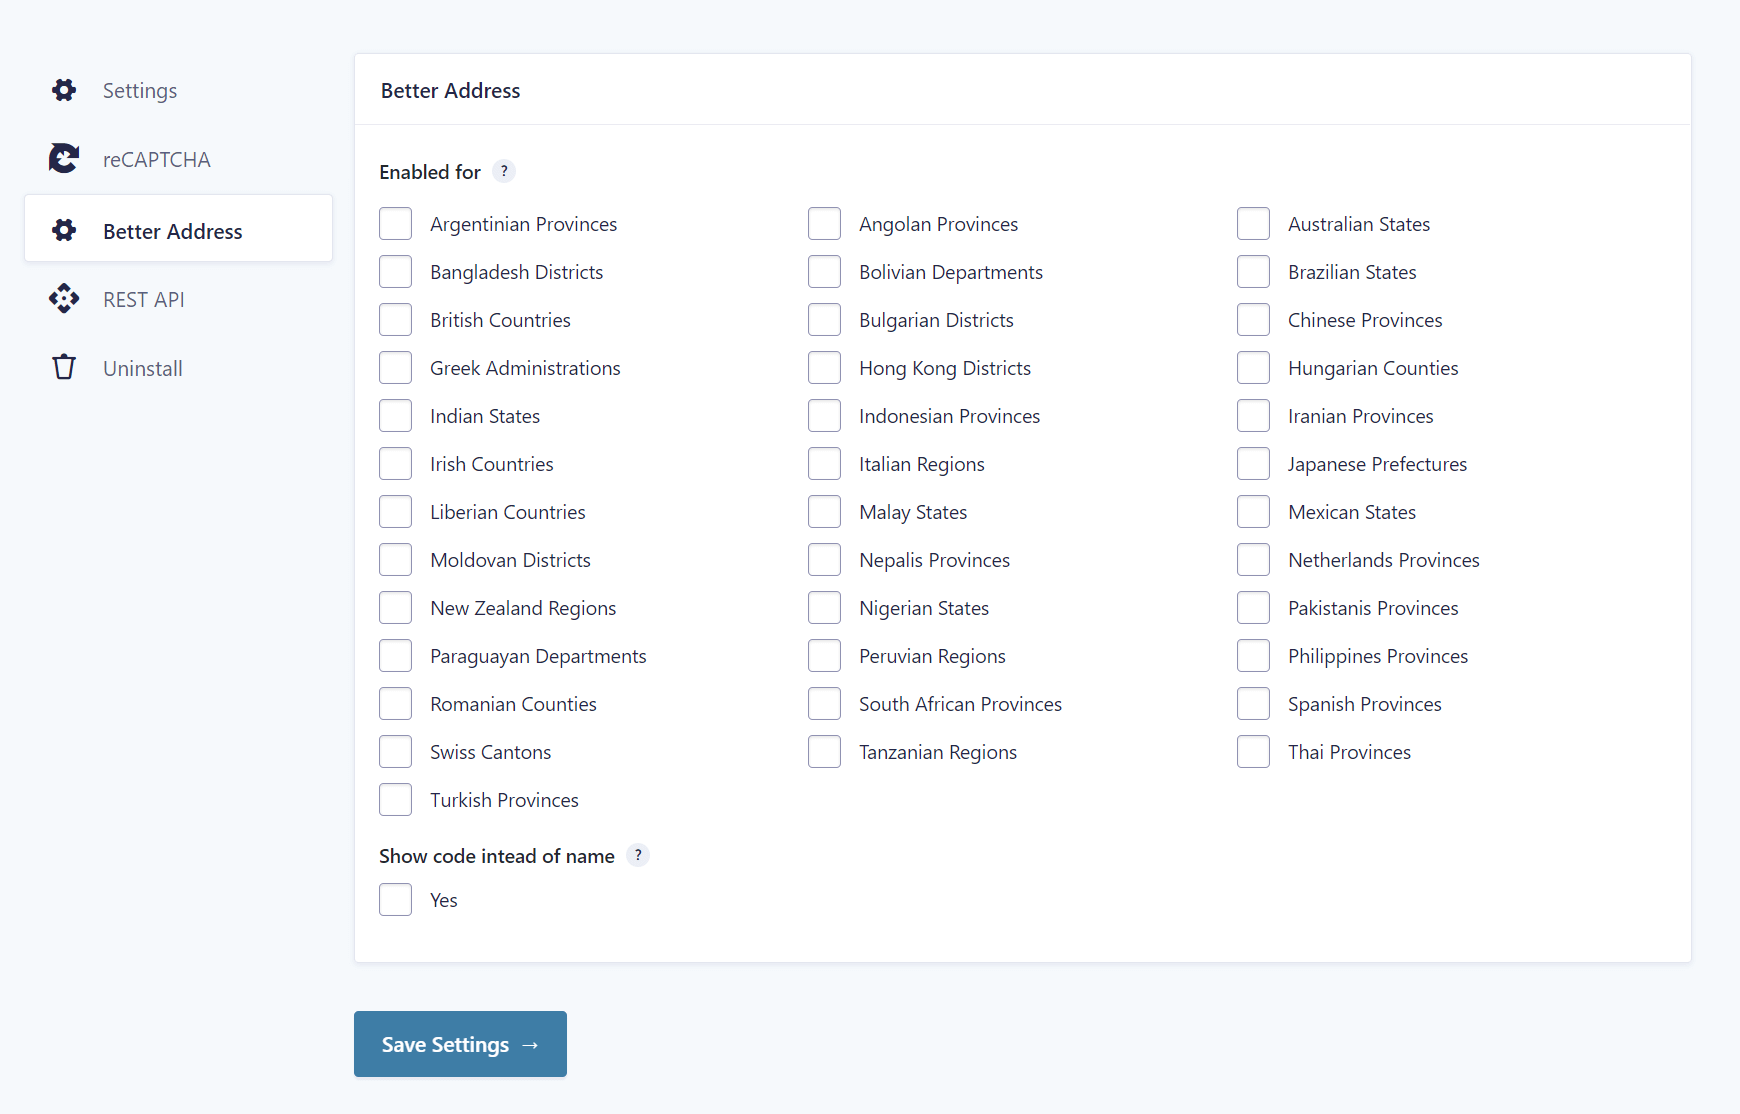 Settings
reCAPTCHA
Better Address
REST API
Uninstall
Better Address
Enabled for ?
Argentinian Provinces Angolan Provinces Australian States
Bangladesh Districts Bolivian Departments Brazilian States
British Countries Bulgarian Districts Chinese Provinces
Greek Administrations Hong Kong Districts Hungarian Counties
Indian States Indonesian Provinces Iranian Provinces
Irish Countries Italian Regions Japanese Prefectures
Liberian Countries Malay States Mexican States
Moldovan Districts Nepalis Provinces Netherlands Provinces
New Zealand Regions Nigerian States Pakistanis Provinces
Paraguayan Departments Peruvian Regions Philippines Provinces
Romanian Counties South African Provinces Spanish Provinces
Swiss Cantons Tanzanian Regions Thai Provinces
Turkish Provinces
Show code intead of name ?
Yes
Save Settings →